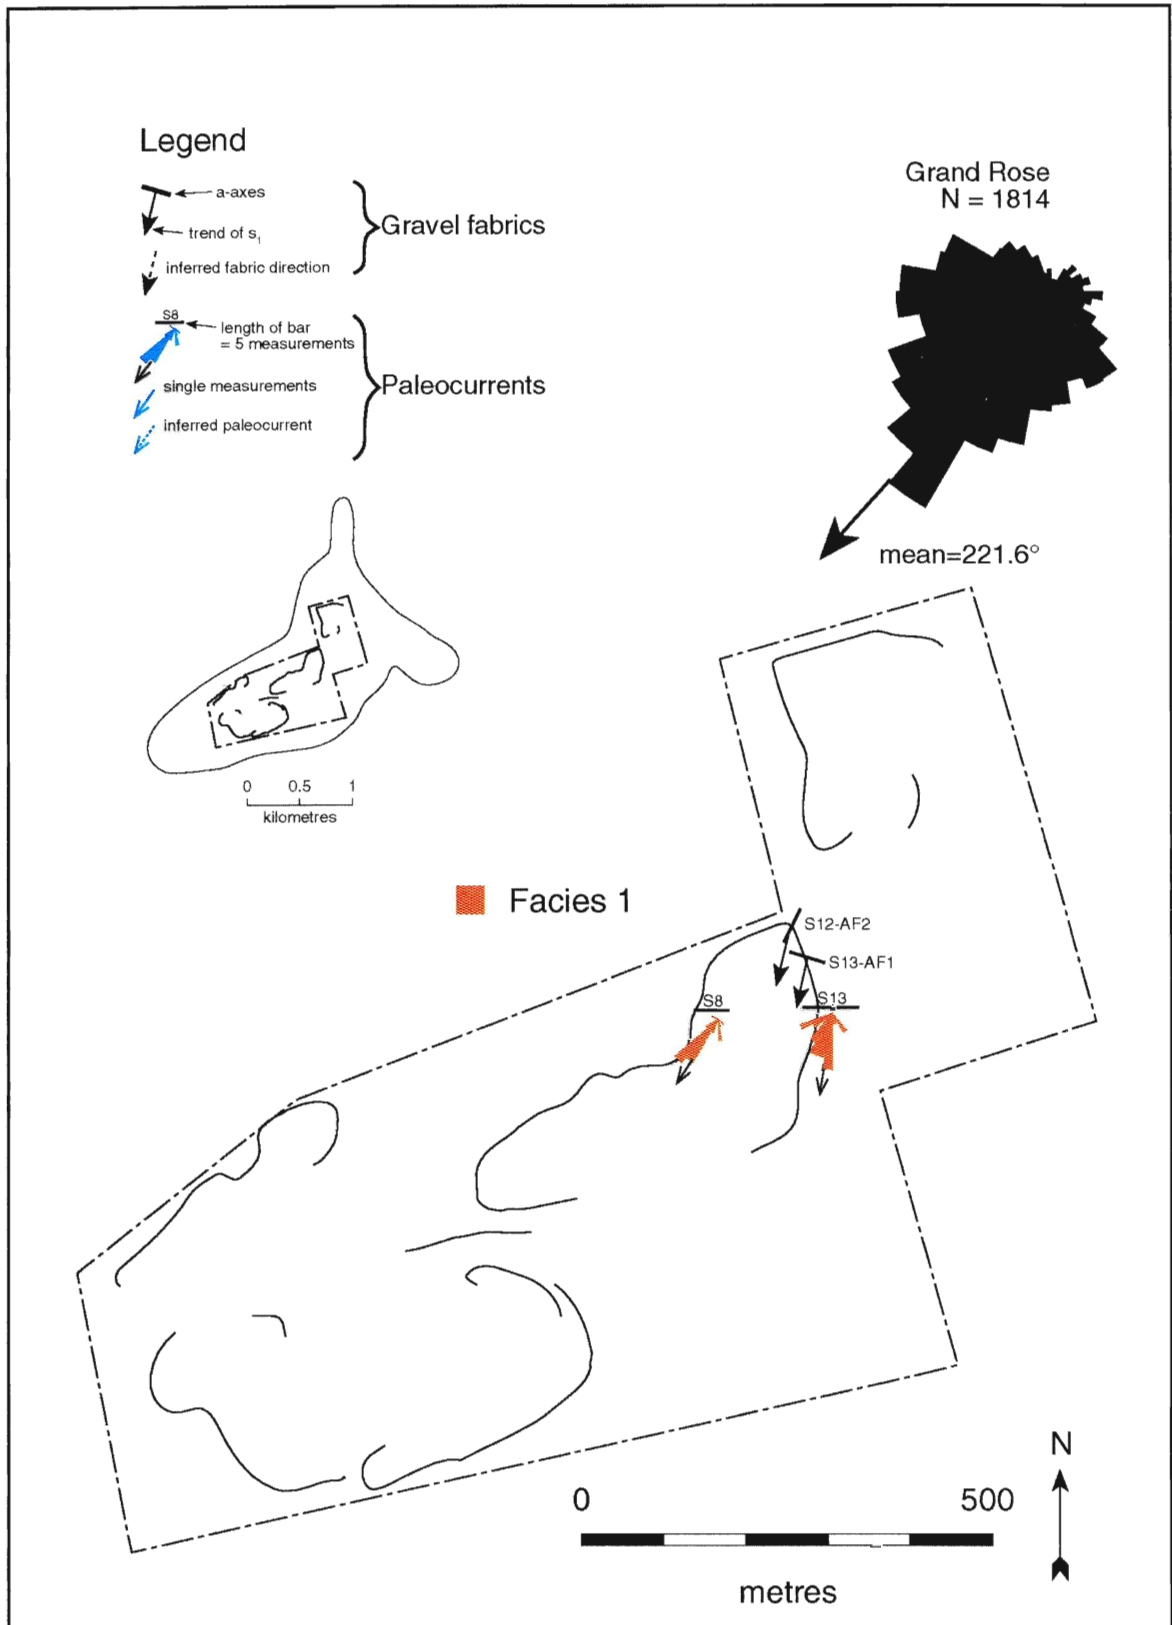 Legend
a-axes
trend of s₁
inferred fabric direction
Gravel fabrics
S8
length of bar
= 5 measurements
single measurements
inferred paleocurrent
Paleocurrents
Grand Rose
N = 1814
mean=221.6°
0 0.5 1
kilometres
Facies 1
S12-AF2
S13-AF1
S8
S13
N
0 500
metres